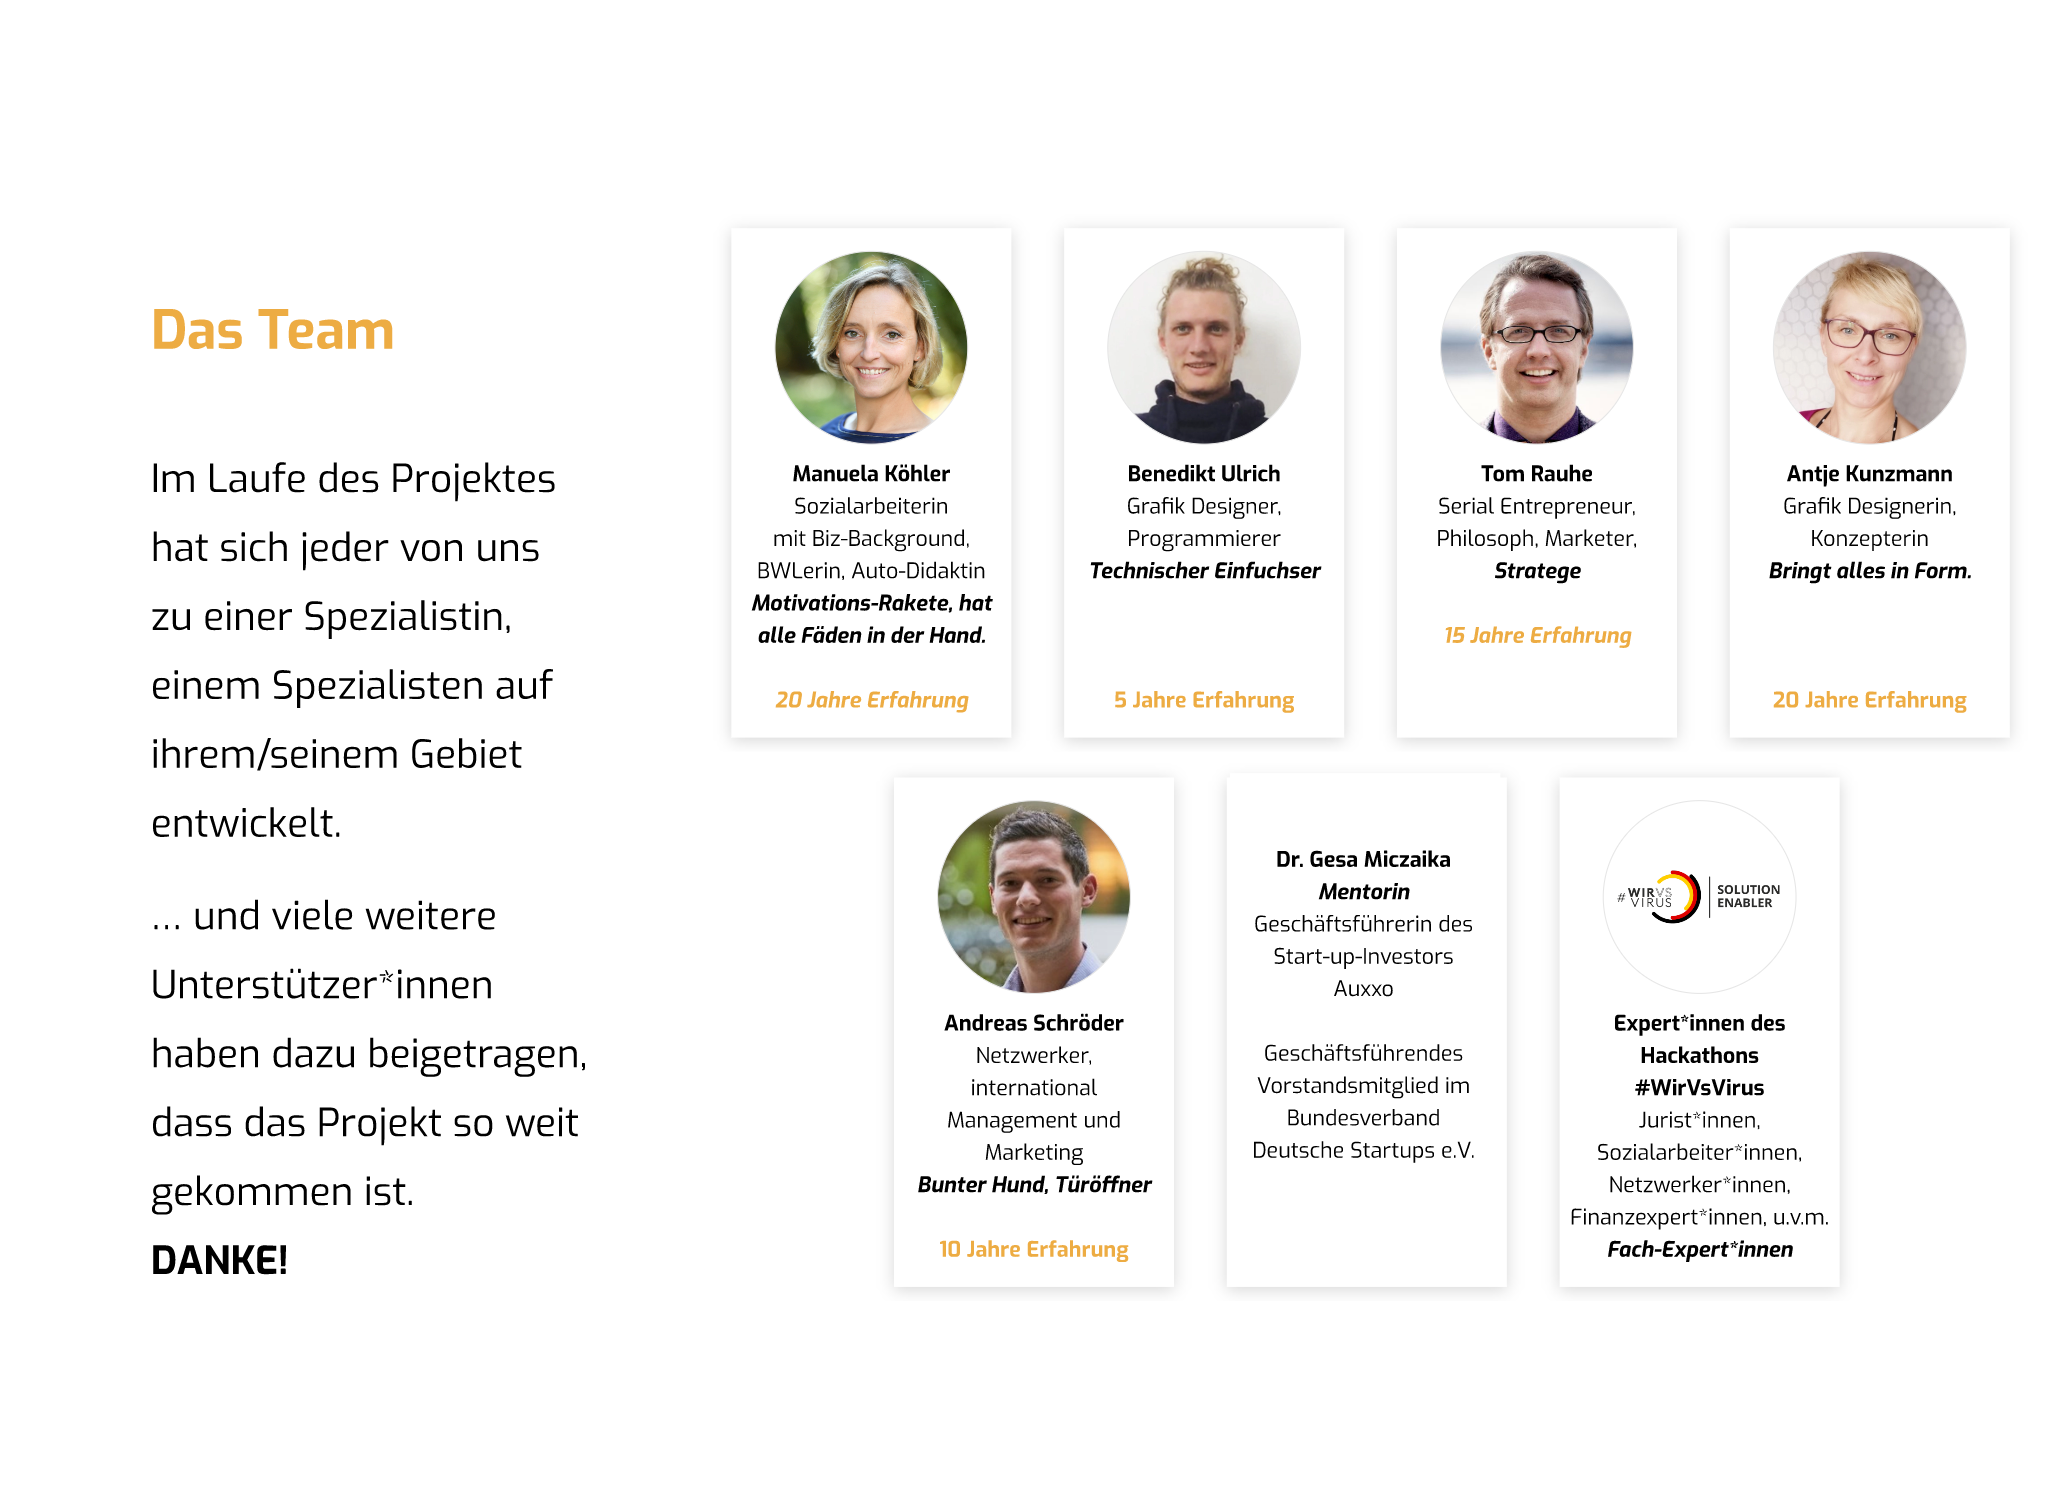 Das Team
Im Laufe des Projektes
hat sich jeder von uns
zu einer Spezialistin,
einem Spezialisten auf
ihrem/seinem Gebiet
entwickelt.
... und viele weitere
Unterstützer*innen
haben dazu beigetragen,
dass das Projekt so weit
gekommen ist.
DANKE!
Manuela Köhler
Sozialarbeiterin
mit Biz-Background,
BWLerin, Auto-Didaktin
Motivations-Rakete, hat
alle Fäden in der Hand.
20 Jahre Erfahrung
Benedikt Ulrich
Grafik Designer,
Programmierer
Technischer Einfuchser
5 Jahre Erfahrung
Tom Rauhe
Serial Entrepreneur,
Philosoph, Marketer,
Stratege
15 Jahre Erfahrung
Antje Kunzmann
Grafik Designerin,
Konzepterin
Bringt alles in Form.
20 Jahre Erfahrung
Andreas Schröder
Netzwerker,
international
Management und
Marketing
Bunter Hund, Türöffner
10 Jahre Erfahrung
Dr. Gesa Miczaika
Mentorin
Geschäftsführerin des
Start-up-Investors
Auxxo
Geschäftsführendes
Vorstandsmitglied im
Bundesverband
Deutsche Startups e.V.
#WIRVS
VIRUS
SOLUTION
ENABLER
Expert*innen des
Hackathons
#WirVsVirus
Jurist*innen,
Sozialarbeiter*innen,
Netzwerker*innen,
Finanzexpert*innen, u.v.m.
Fach-Expert*innen